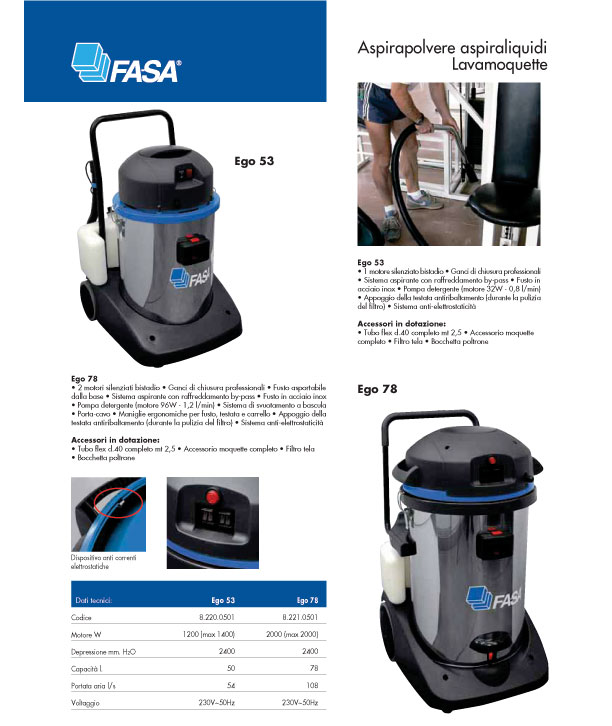 FASA®
Aspirapolvere aspiraliquidi
Lavamoquette
Ego 53
FASA
Ego 53
• 1 motore silenziato bistadio • Ganci di chiusura professionali
• Sistema aspirante con raffreddamento by-pass • Fusto in
acciaio inox • Pompa detergente (motore 32W - 0,8 l/min)
• Appoggio della testata antiribaltamento (durante la pulizia
del filtro) • Sistema anti-elettrostaticità
Accessori in dotazione:
• Tubo flex d.40 completo mt 2,5 • Accessorio moquette
completo • Filtro tela • Bocchetta poltrone
Ego 78
• 2 motori silenziati bistadio • Ganci di chiusura professionali • Fusto asportabile
dalla base • Sistema aspirante con raffreddamento by-pass • Fusto in acciaio inox
• Pompa detergente (motore 96W - 1,2 l/min) • Sistema di svuotamento a bascula
• Porta-cavo • Maniglie ergonomiche per fusto, testata e carrello • Appoggio della
testata antiribaltamento (durante la pulizia del filtro) • Sistema anti-elettrostaticità
Accessori in dotazione:
• Tubo flex d.40 completo mt 2,5 • Accessorio moquette completo • Filtro tela
• Bocchetta poltrone
Ego 78
FASA
Dispositivo anti correnti
elettrostatiche
Dati tecnici: Ego 53 Ego 78
Codice 8.220.0501 8.221.0501
Motore W 1200 (max 1400) 2000 (max 2000)
Depressione mm. H2O 2400 2400
Capacità l. 50 78
Portata aria l/s 54 108
Voltaggio 230V~50Hz 230V~50Hz